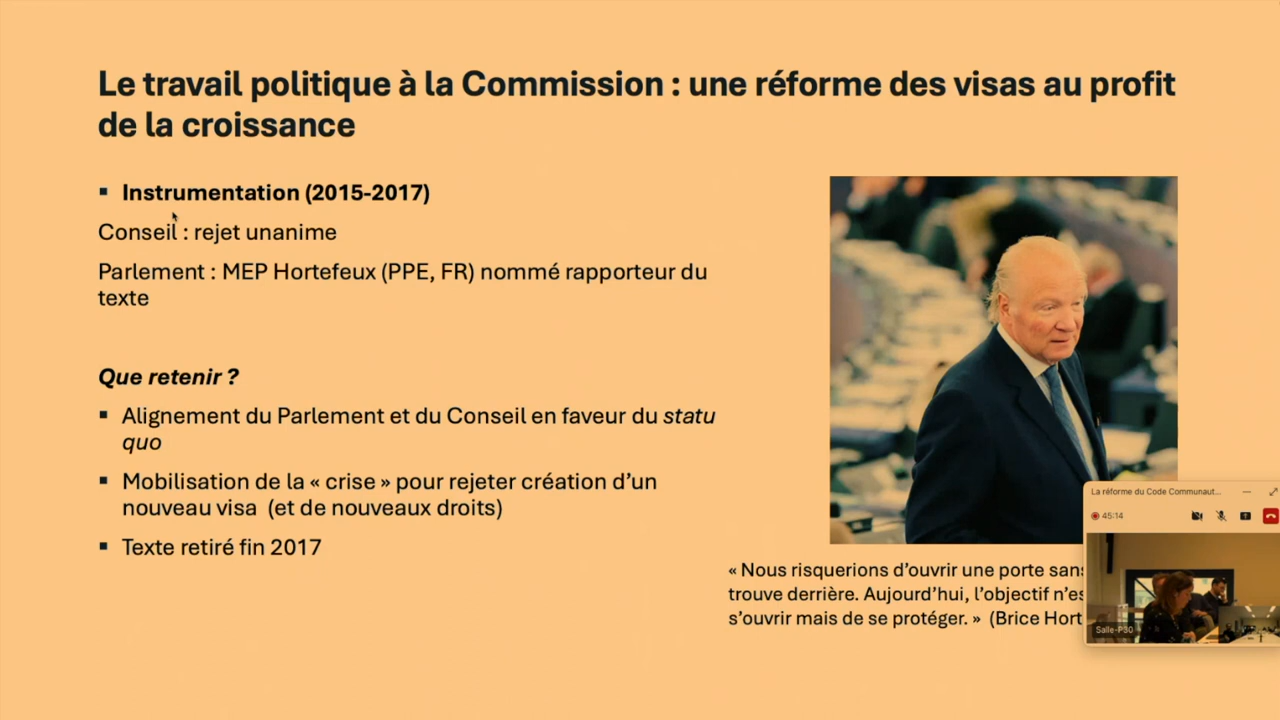 Le travail politique à la Commission : une réforme des visas au profit
de la croissance
▪ Instrumentation (2015-2017)
Conseil : rejet unanime
Parlement : MEP Hortefeux (PPE, FR) nommé rapporteur du
texte
Que retenir ?
▪ Alignement du Parlement et du Conseil en faveur du statu
quo
▪ Mobilisation de la « crise » pour rejeter création d’un
nouveau visa (et de nouveaux droits)
▪ Texte retiré fin 2017
« Nous risquerions d’ouvrir une porte sans
trouve derrière. Aujourd’hui, l’objectif
s’ouvrir mais de se protéger. » (Brice
La réforme du Code Communaut...
45:14
Salle-P30